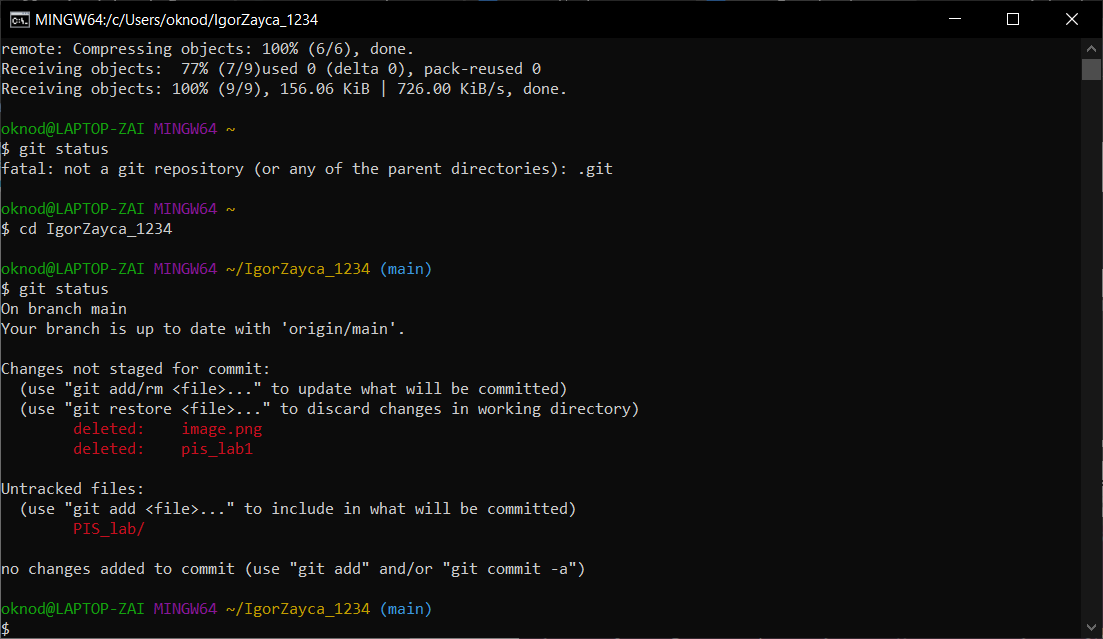 MINGW64:/c/Users/oknod/IgorZayca_1234
remote: Compressing objects: 100% (6/6), done.
Receiving objects:  77% (7/9)used 0 (delta 0), pack-reused 0
Receiving objects: 100% (9/9), 156.06 KiB | 726.00 KiB/s, done.

oknod@LAPTOP-ZAI MINGW64 ~
$ git status
fatal: not a git repository (or any of the parent directories): .git

oknod@LAPTOP-ZAI MINGW64 ~
$ cd IgorZayca_1234

oknod@LAPTOP-ZAI MINGW64 ~/IgorZayca_1234 (main)
$ git status
On branch main
Your branch is up to date with 'origin/main'.

Changes not staged for commit:
  (use "git add/rm <file>..." to update what will be committed)
  (use "git restore <file>..." to discard changes in working directory)
        deleted:    image.png
        deleted:    pis_lab1

Untracked files:
  (use "git add <file>..." to include in what will be committed)
        PIS_lab/

no changes added to commit (use "git add" and/or "git commit -a")

oknod@LAPTOP-ZAI MINGW64 ~/IgorZayca_1234 (main)
$